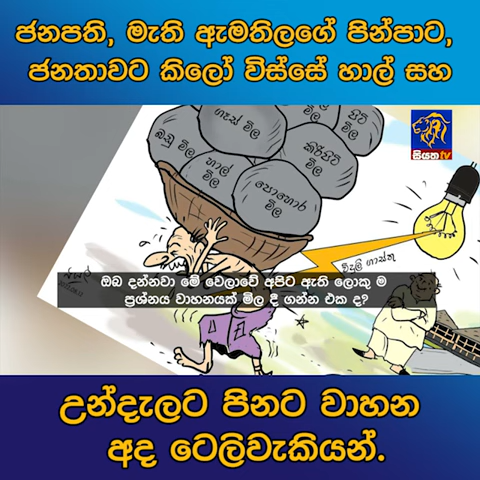 ජනපති, මැති ඇමතිලගේ පින්පාට,
ජනතාවට කිලෝ විස්සේ හාල් සහ
ගෑස් මිල
පිටි මිල
බඩු මිල
කිරිපිටි මිල
හාල් මිල
පොහොර මිල
සියත tv
විදුලි ගාස්තු
ඔබ දන්නවා මේ වෙලාවේ අපිට ඇති ලොකු ම
ප්‍රශ්නය වාහනයක් මිල දී ගන්න එක ද?
උන්දැලට පිනට වාහන
අද ටෙලිවැකියන්.